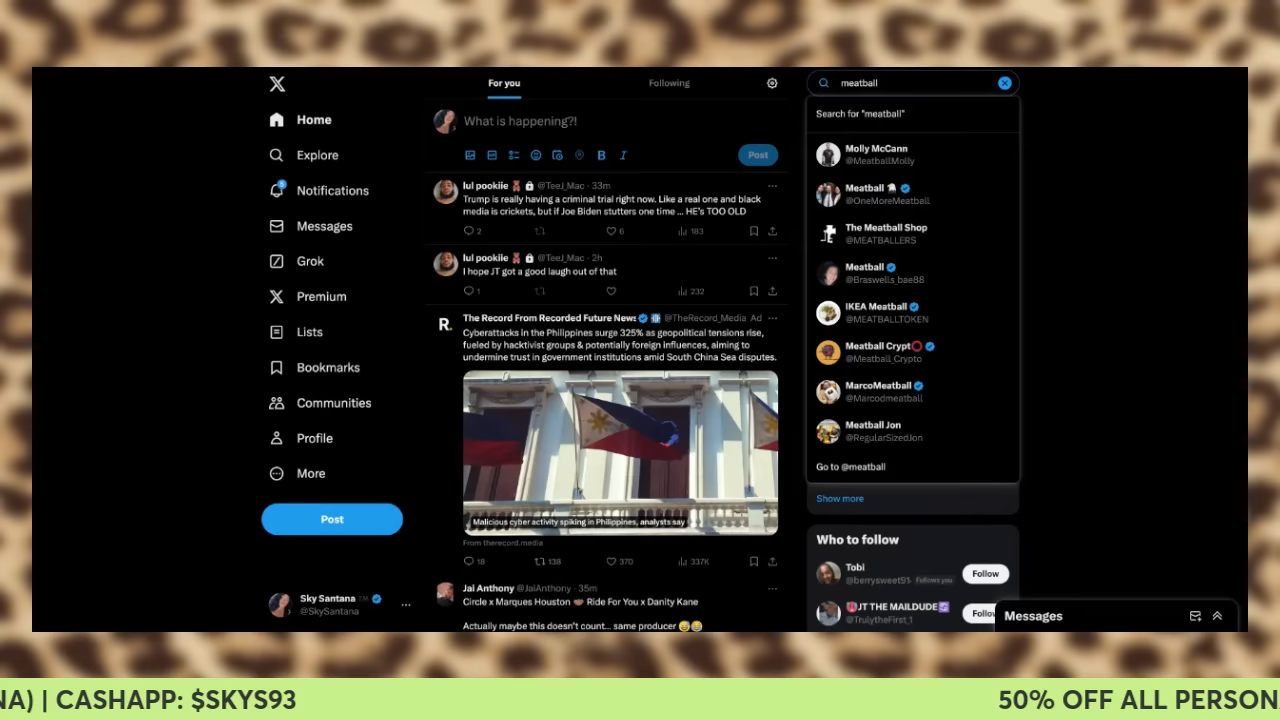 Home
Explore
Notifications
Messages
Grok
Premium
Lists
Bookmarks
Communities
Profile
More
Post
Sky Santana
@SkySantana
For you
Following
What is happening?!
B I
Post
lul pookiie @TeeJ_Mac · 33m
Trump is really having a criminal trial right now. Like a real one and black
media is crickets, but if Joe Biden stutters one time ... HE's TOO OLD
2 6 183
lul pookiie @TeeJ_Mac · 2h
I hope JT got a good laugh out of that
1 232
R.
The Record From Recorded Future News @TheRecord_Media Ad
Cyberattacks in the Philippines surge 325% as geopolitical tensions rise,
fueled by hacktivist groups & potentially foreign influences, aiming to
undermine trust in government institutions amid South China Sea disputes.
Malicious cyber activity spiking in Philippines, analysts say
From therecord.media
18 138 370 337K
Jai Anthony @JaiAnthony · 35m
Circle x Marques Houston 🤝🏾 Ride For You x Danity Kane
Actually maybe this doesn't count... same producer 😅😂
meatball
Search for "meatball"
Molly McCann
@MeatballMolly
Meatball
@OneMoreMeatball
The Meatball Shop
@MEATBALLERS
Meatball
@Braswells_bae88
IKEA Meatball
@MEATBALLTOKEN
Meatball Crypt⭕
@Meatball_Crypto
MarcoMeatball
@Marcodmeatball
Meatball Jon
@RegularSizedJon
Go to @meatball
Show more
Who to follow
Tobi
@berrysweet91 Follows you
Follow
JT THE MAILDUDE
@TrulytheFirst_1
Follow
Messages
NA) | CASHAPP: $SKYS93
50% OFF ALL PERSON